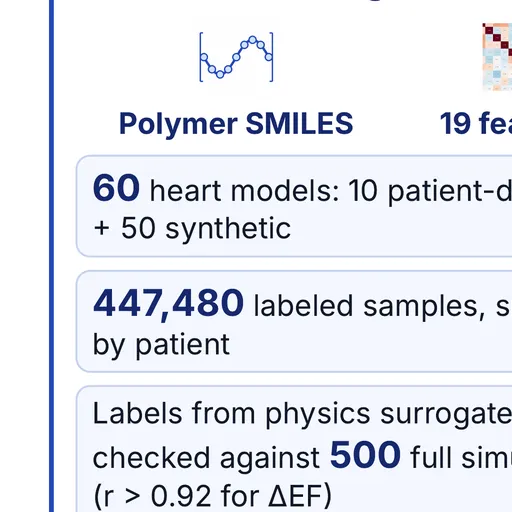 Polymer SMILES 19 fea
60 heart models: 10 patient-d
+ 50 synthetic
447,480 labeled samples, s
by patient
Labels from physics surrogate
checked against 500 full simu
(r > 0.92 for ΔEF)